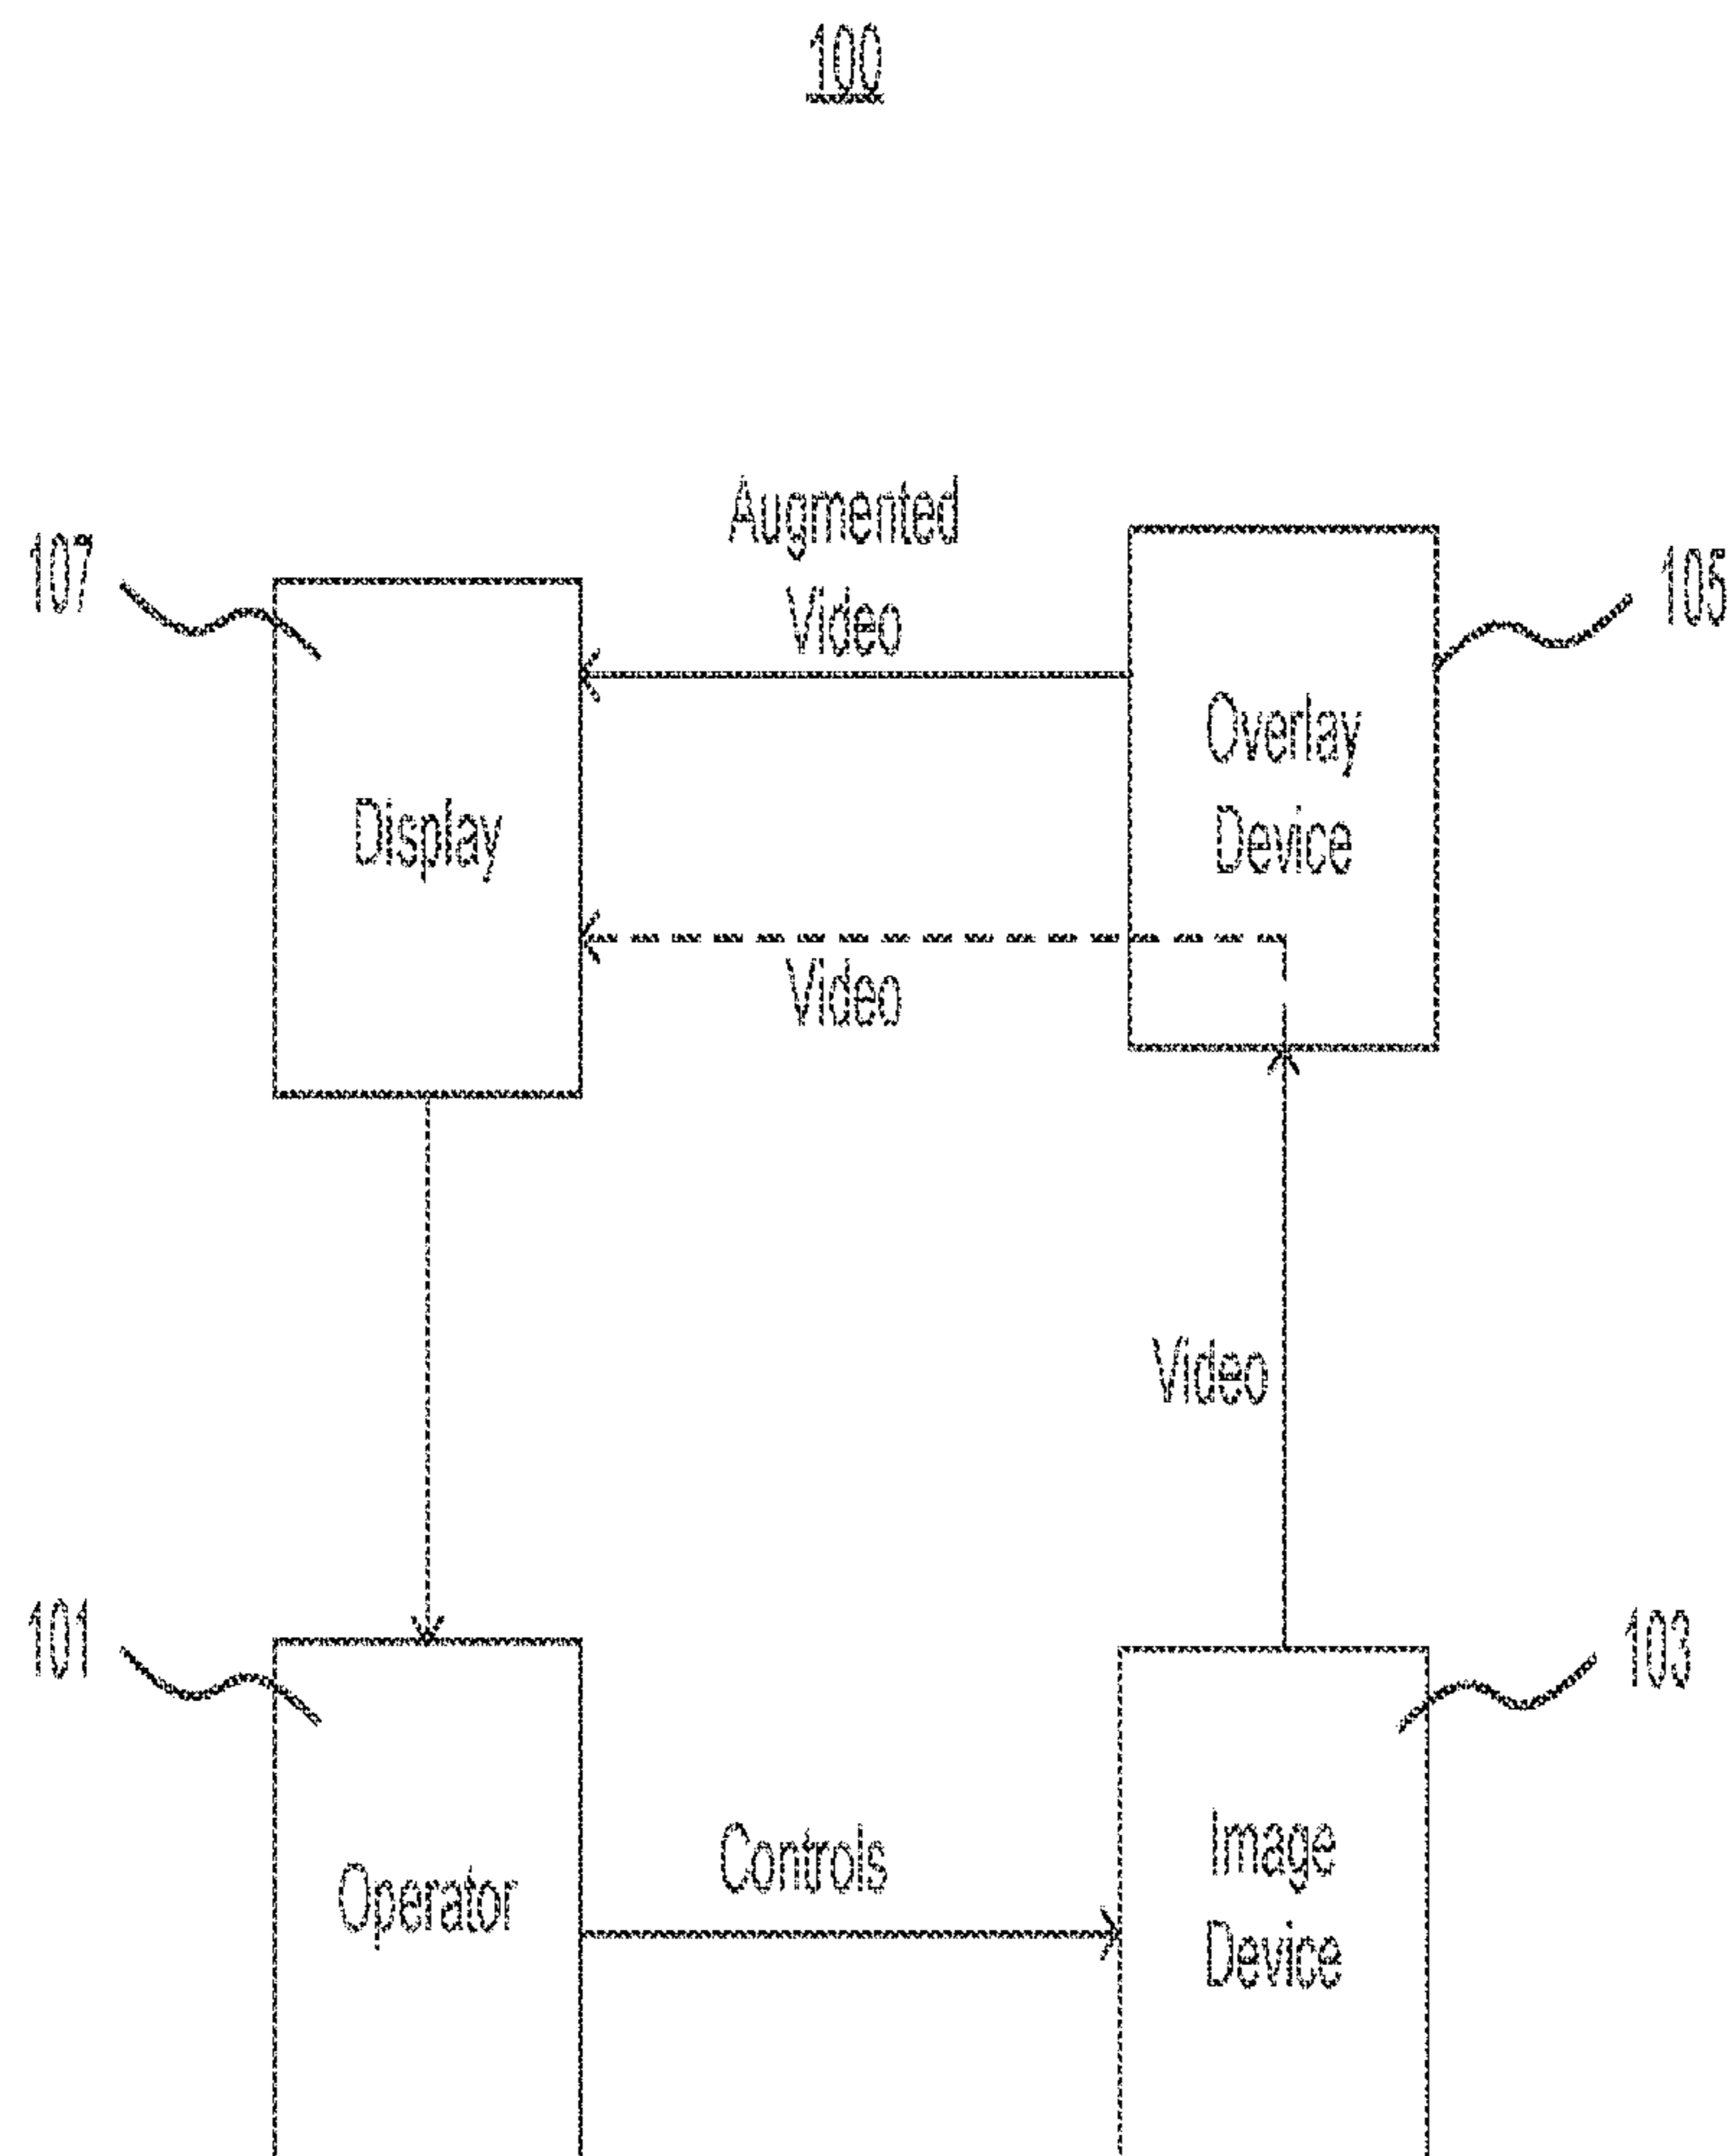 100
Augmented
Video
107
105
Overlay
Device
Display
Video
Video
101
103
Controls
Image
Device
Operator